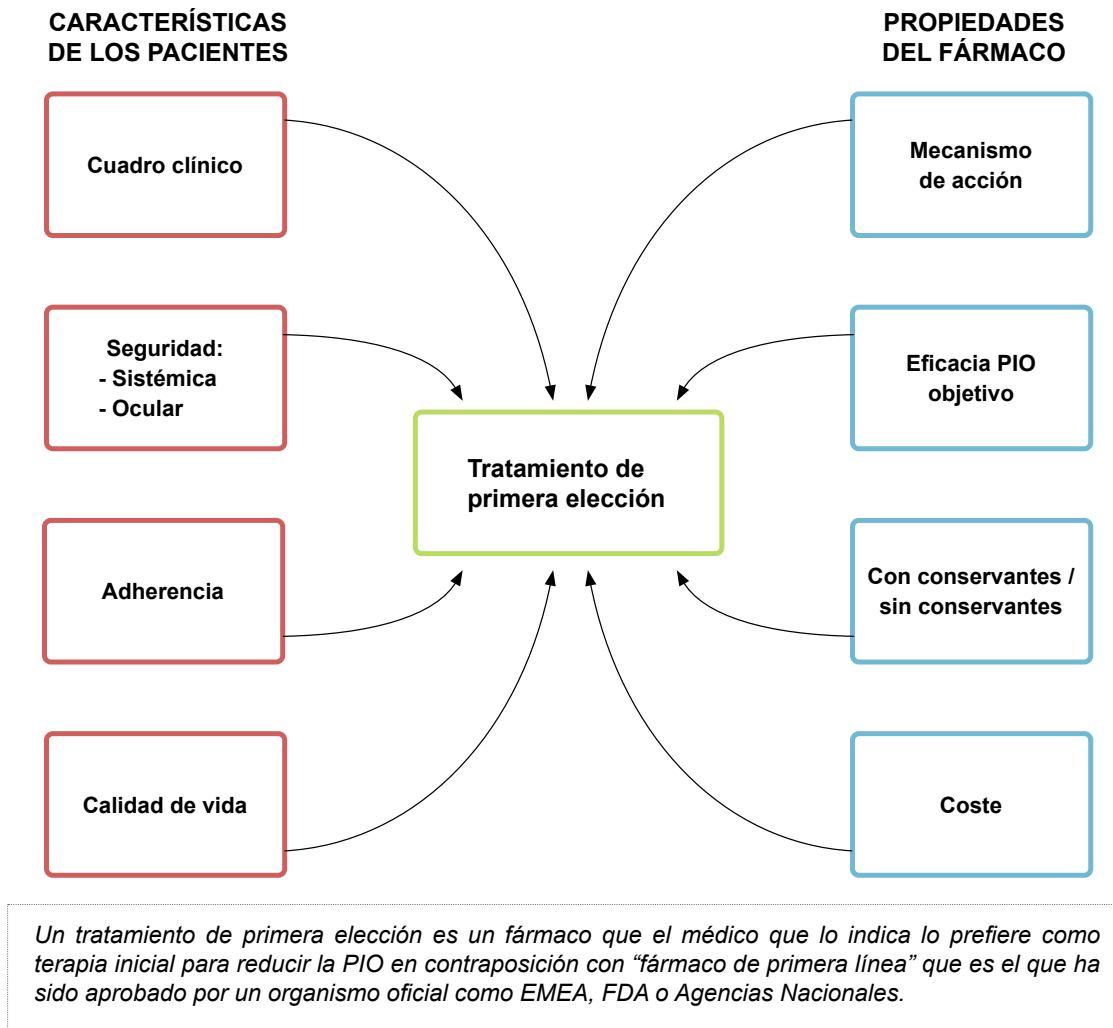 CARACTERÍSTICAS
DE LOS PACIENTES
PROPIEDADES
DEL FÁRMACO
Cuadro clínico
Mecanismo
de acción
Seguridad:
- Sistémica
- Ocular
Eficacia PIO
objetivo
Tratamiento de
primera elección
Adherencia
Con conservantes /
sin conservantes
Calidad de vida
Coste
Un tratamiento de primera elección es un fármaco que el médico que lo indica lo prefiere como
terapia inicial para reducir la PIO en contraposición con “fármaco de primera línea” que es el que ha
sido aprobado por un organismo oficial como EMEA, FDA o Agencias Nacionales.